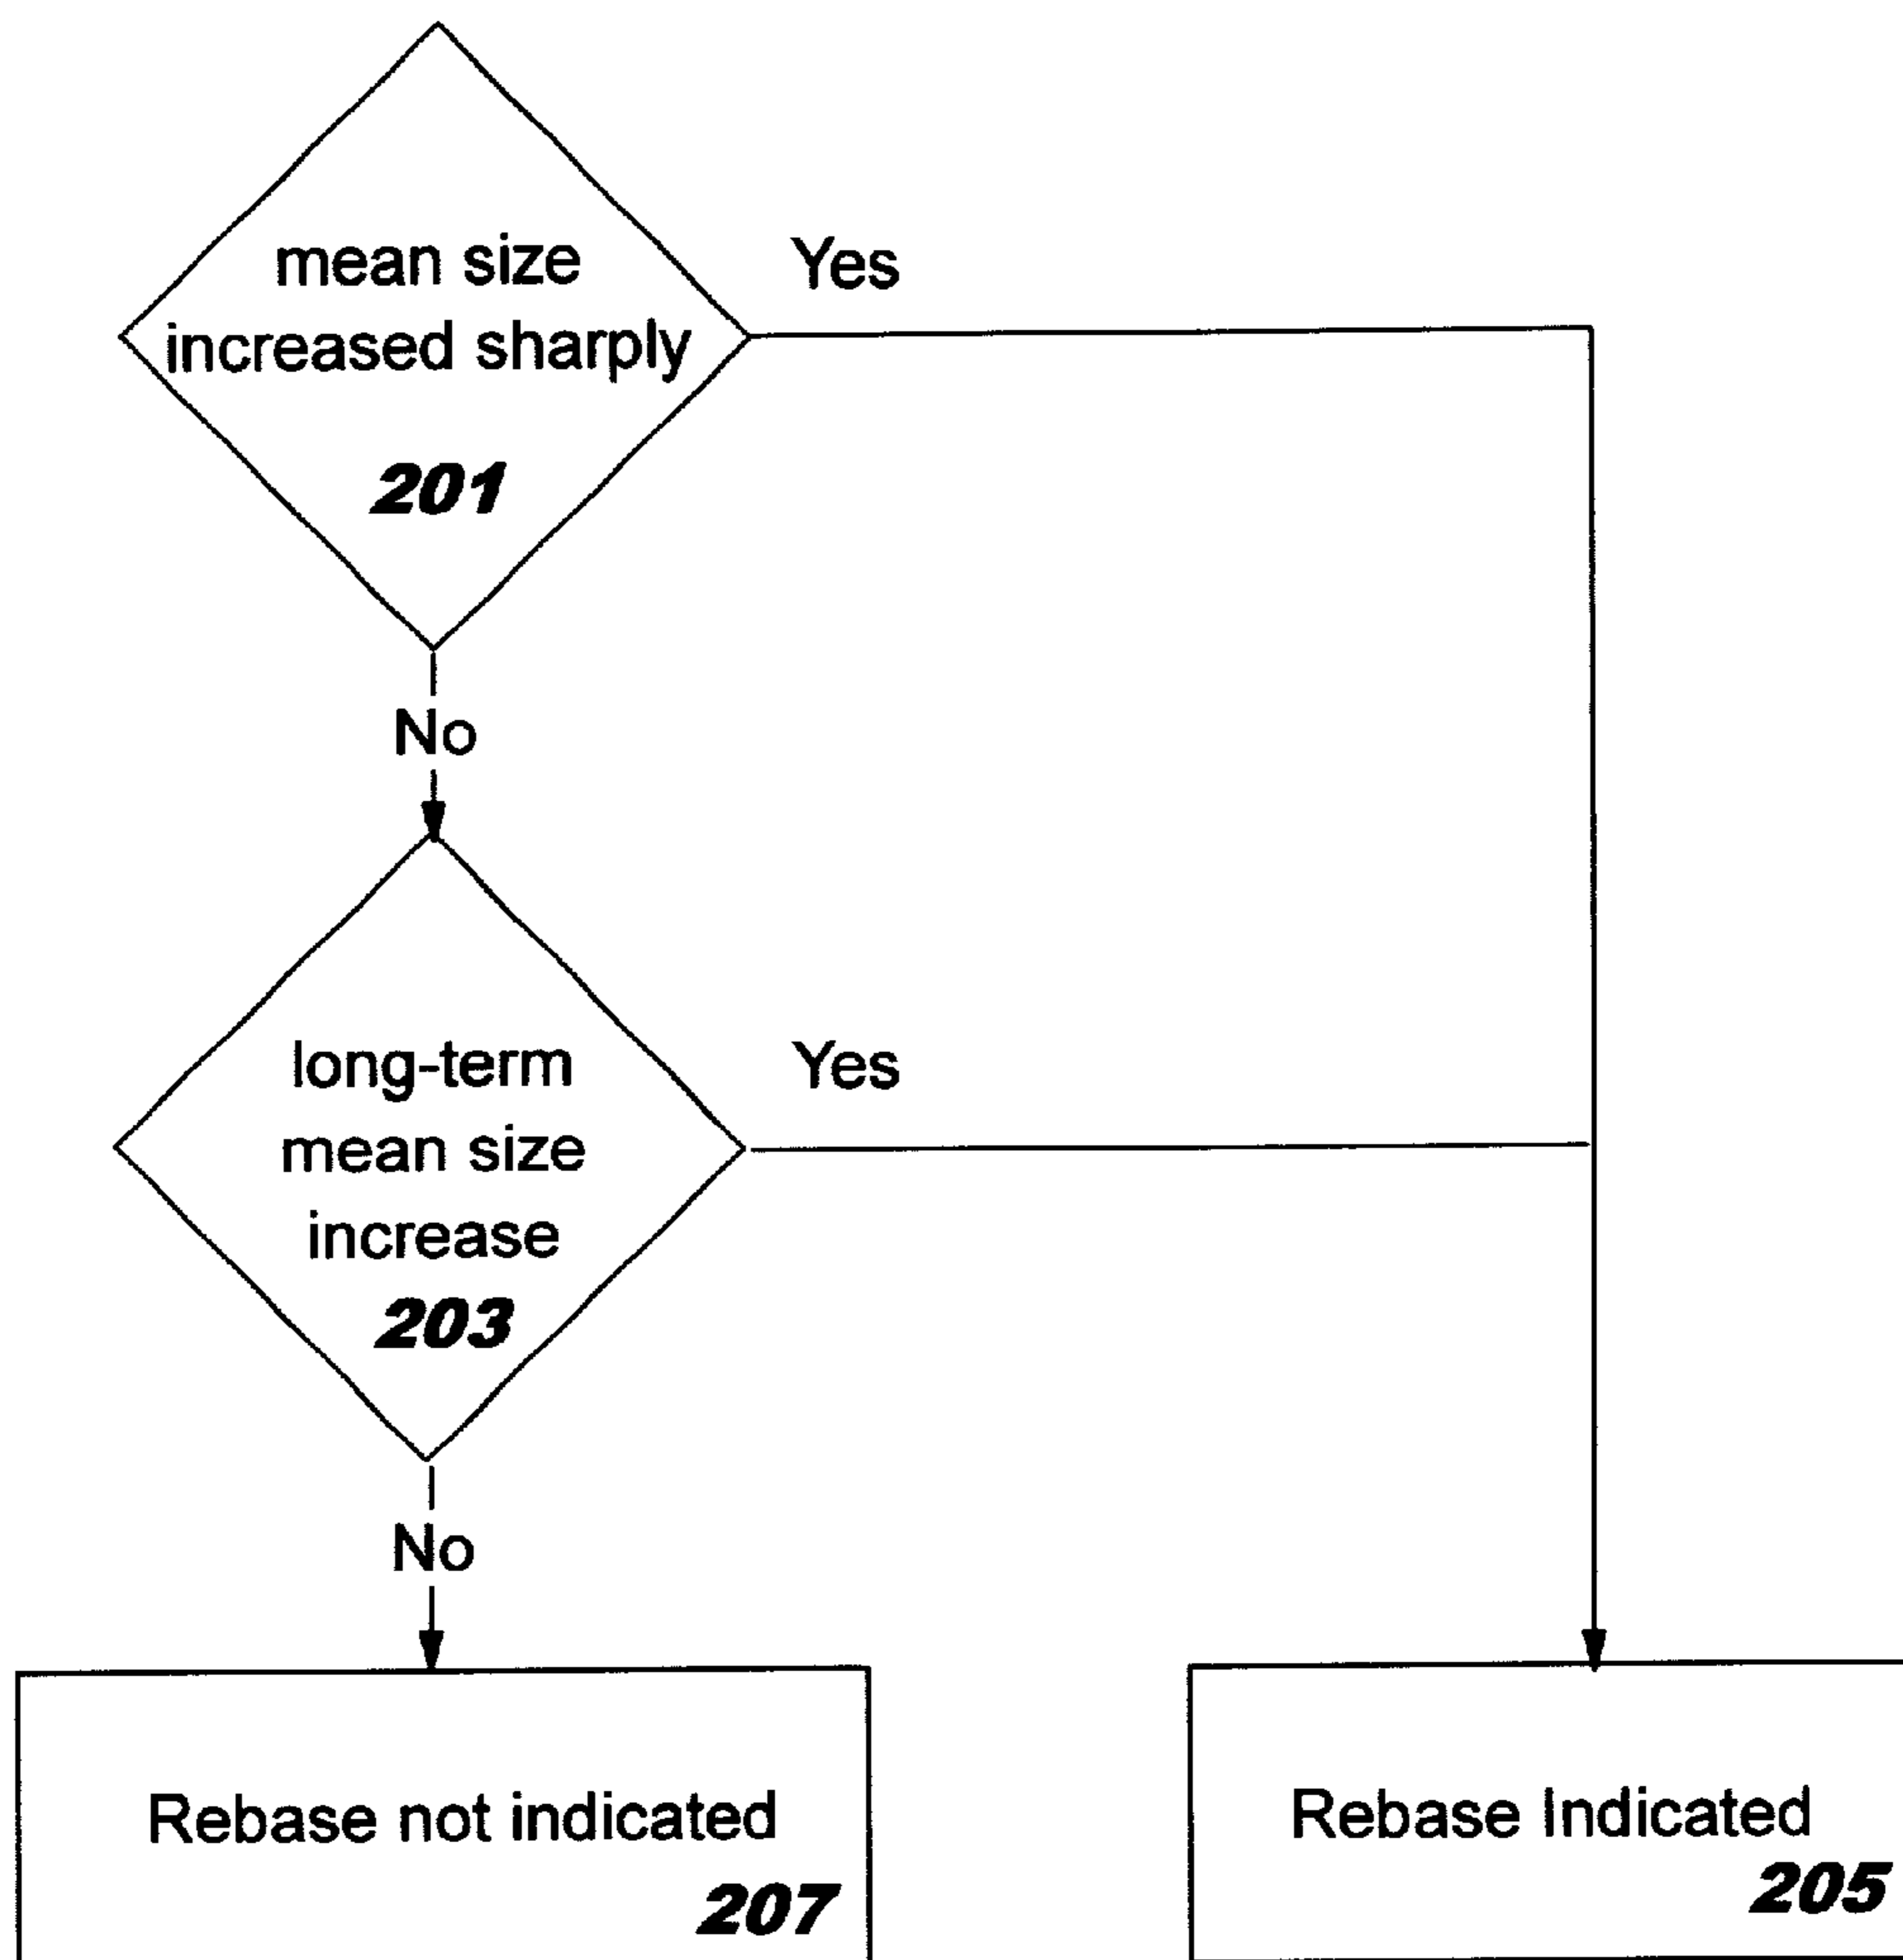 mean size
increased sharply
201
Yes
No
long-term
mean size
increase
203
Yes
No
Rebase not indicated
207
Rebase Indicated
205